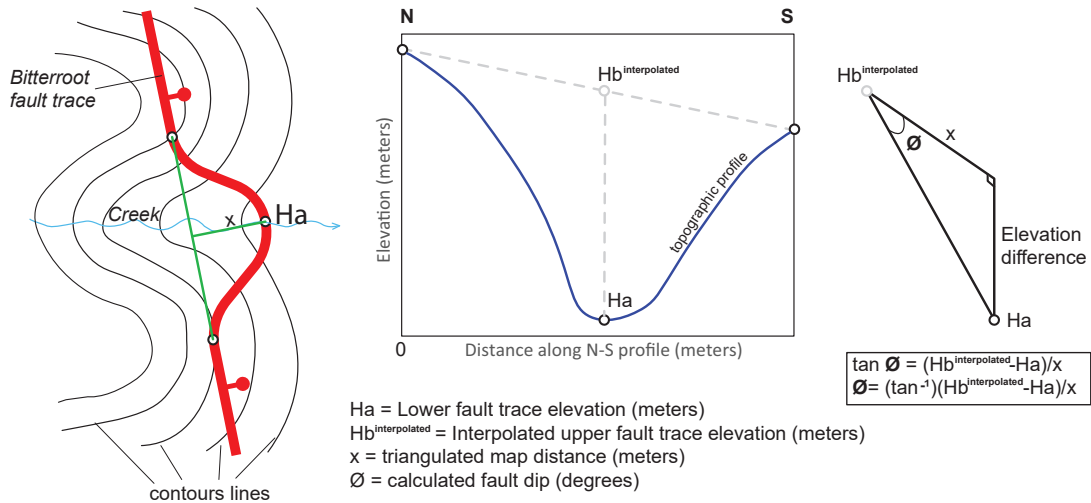 Bitterroot
fault trace
Creek
x
Ha
contours lines
N
S
Elevation (meters)
Hb^interpolated
topographic profile
Ha
0
Distance along N-S profile (meters)
Hb^interpolated
x
Ø
Elevation
difference
Ha
tan Ø = (Hb^interpolated-Ha)/x
Ø= (tan⁻¹)(Hb^interpolated-Ha)/x
Ha = Lower fault trace elevation (meters)
Hb^interpolated = Interpolated upper fault trace elevation (meters)
x = triangulated map distance (meters)
Ø = calculated fault dip (degrees)